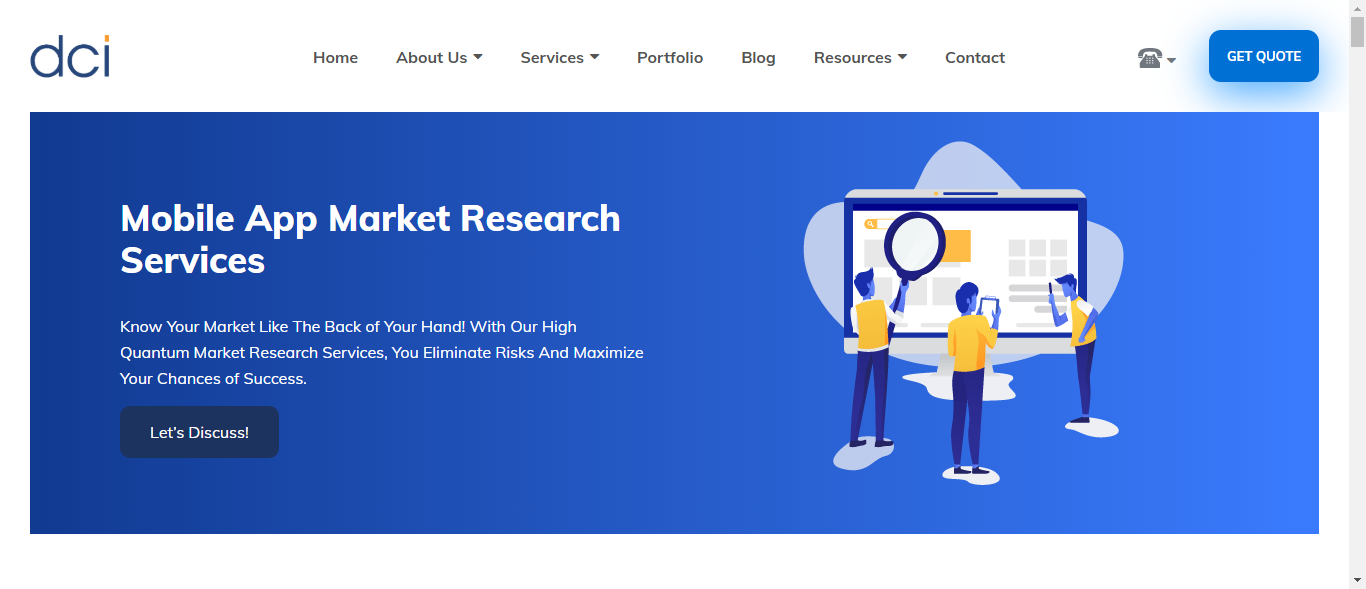 dci
Home
About Us
Services
Portfolio
Blog
Resources
Contact
GET QUOTE
Mobile App Market Research
Services
Know Your Market Like The Back of Your Hand! With Our High
Quantum Market Research Services, You Eliminate Risks And Maximize
Your Chances of Success.
Let's Discuss!